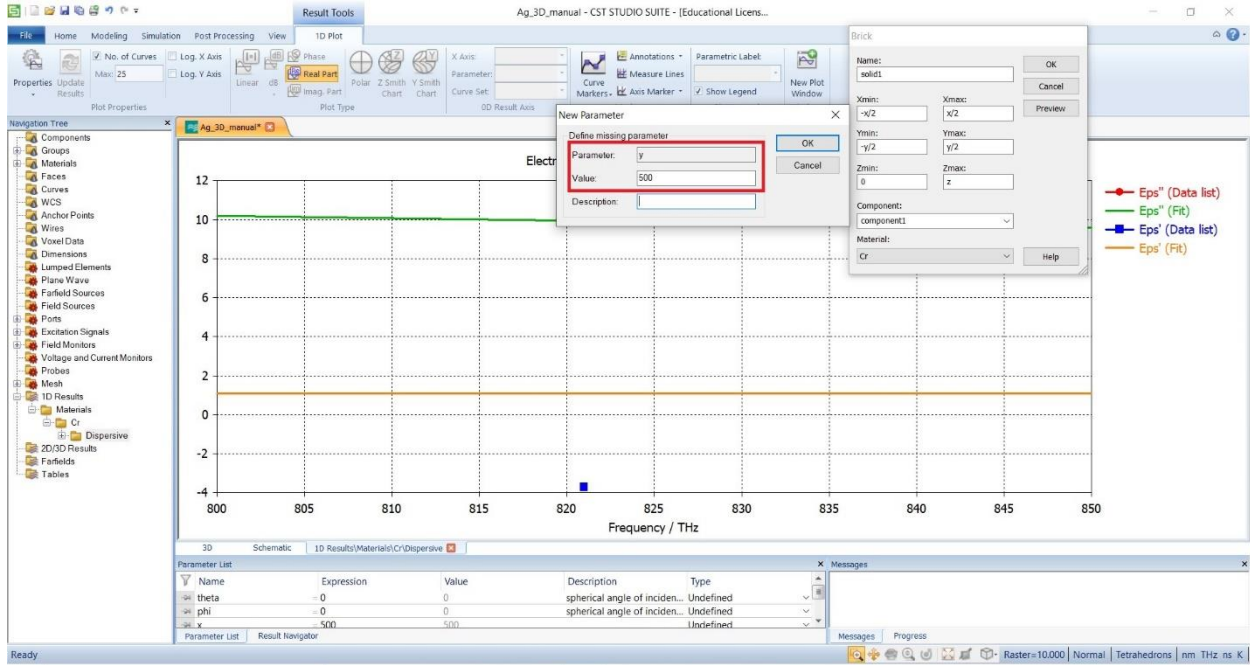 Result Tools
Ag_3D_manual - CST STUDIO SUITE - [Educational Licens...
File Home Modeling Simulation Post Processing View 1D Plot
Properties
Update Results
No. of Curves
Max: 25
Plot Properties
Log. X Axis
Log. Y Axis
Linear
dB
Phase
Real Part
Imag. Part
Polar
Z Smith Chart
Y Smith Chart
Plot Type
X Axis:
Parameter:
Curve Set:
0D Result Axis
Curve Markers
Annotations
Measure Lines
Axis Marker
Parametric Label:
Show Legend
New Plot Window
Navigation Tree
Components
Groups
Materials
Faces
Curves
WCS
Anchor Points
Wires
Voxel Data
Dimensions
Lumped Elements
Plane Wave
Farfield Sources
Field Sources
Ports
Excitation Signals
Field Monitors
Voltage and Current Monitors
Probes
Mesh
1D Results
Materials
Cr
Dispersive
2D/3D Results
Farfields
Tables
Ag_3D_manual*
Electr
12
10
8
6
4
2
0
-2
-4
800 805 810 815 820 825 830 835 840 845 850
Frequency / THz
Eps'' (Data list)
Eps'' (Fit)
Eps' (Data list)
Eps' (Fit)
New Parameter
Define missing parameter
Parameter: y
Value: 500
Description:
OK
Cancel
Brick
Name:
solid1
Xmin: Xmax:
-x/2 x/2
Ymin: Ymax:
-y/2 y/2
Zmin: Zmax:
0 z
Component:
component1
Material:
Cr
OK
Cancel
Preview
Help
3D Schematic 1D Results\Materials\Cr\Dispersive
Parameter List
Name Expression Value Description Type
theta = 0 0 spherical angle of inciden... Undefined
phi = 0 0 spherical angle of inciden... Undefined
x = 500 500 Undefined
Parameter List Result Navigator
Messages
Messages Progress
Ready
Raster=10.000 Normal Tetrahedrons nm THz ns K